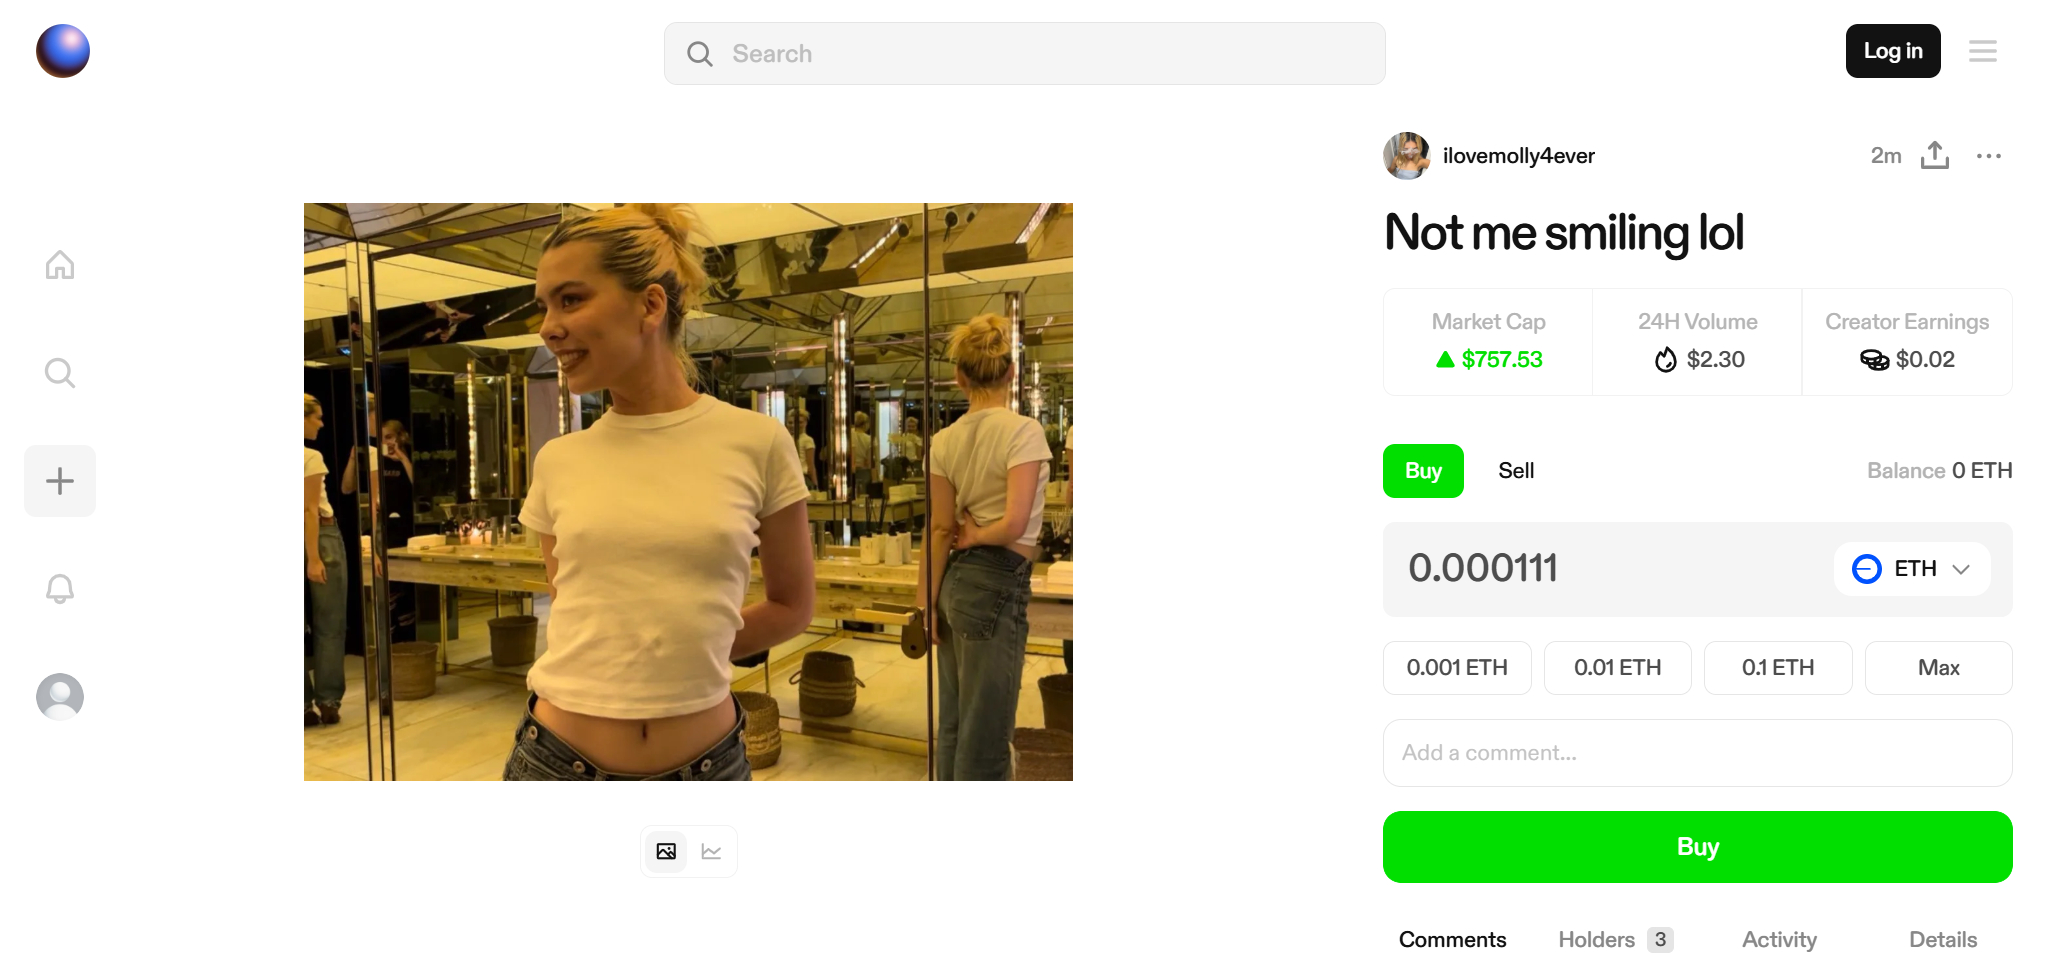 Search
Log in
ilovemolly4ever
2m
Not me smiling lol
Market Cap
$757.53
24H Volume
$2.30
Creator Earnings
$0.02
Buy
Sell
Balance 0 ETH
0.000111
ETH
0.001 ETH
0.01 ETH
0.1 ETH
Max
Add a comment...
Buy
Comments
Holders 3
Activity
Details